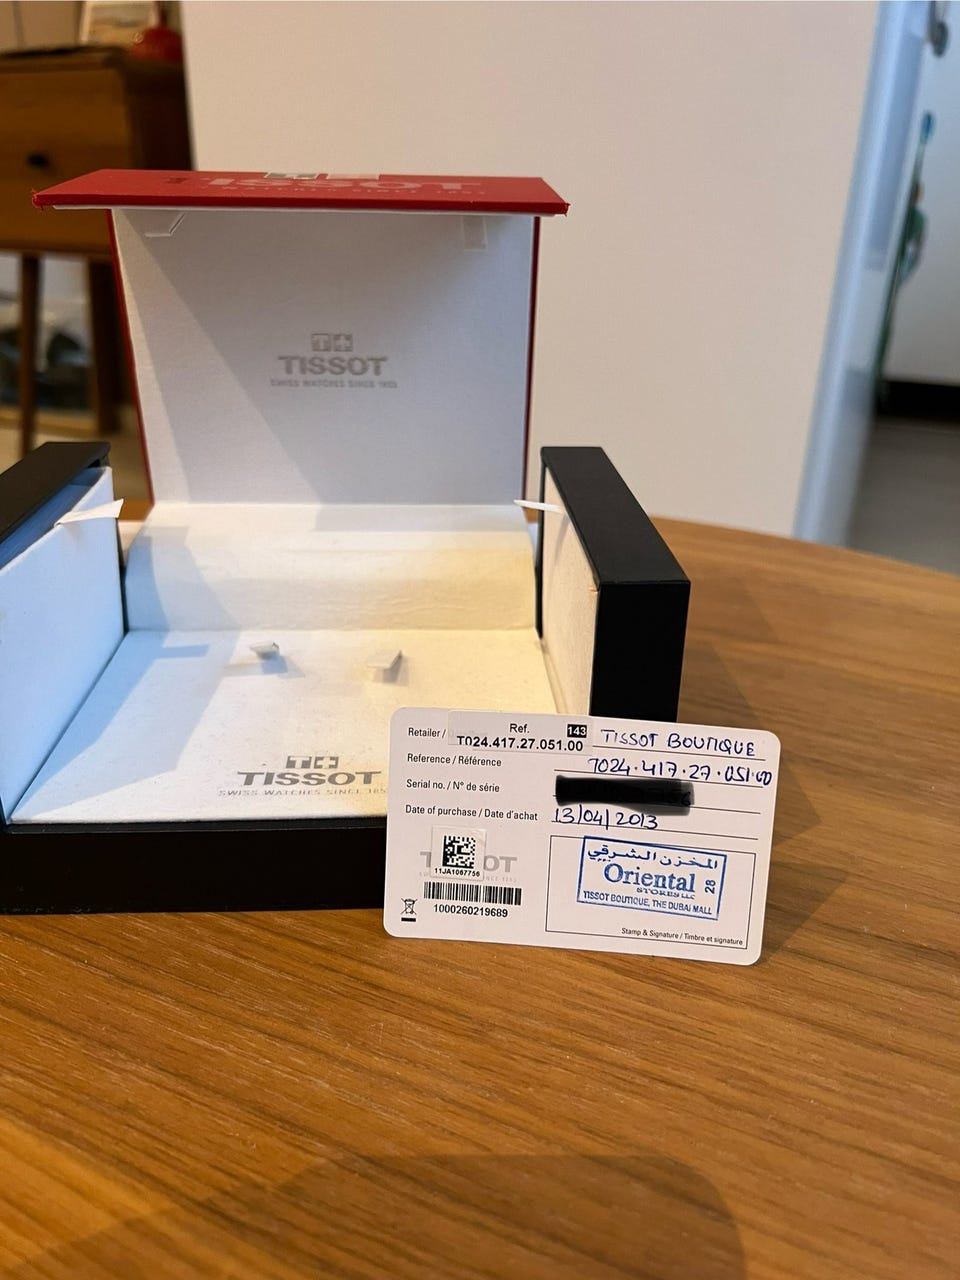 TISSOT
TISSOT
SWISS WATCHES SINCE 1853
TISSOT
SWISS WATCHES SINCE 185
Retailer /
Ref. 143
T024.417.27.051.00
TISSOT BOUTIQUE
Reference / Référence
T024.417.27.051.00
Serial no. / N° de série
Date of purchase / Date d'achat
13/04/2013
11JA1067756
1000260219689
المخزن الشرقي
Oriental 28
STORES LLC
TISSOT BOUTIQUE, THE DUBAI MALL
Stamp & Signature / Timbre et signature